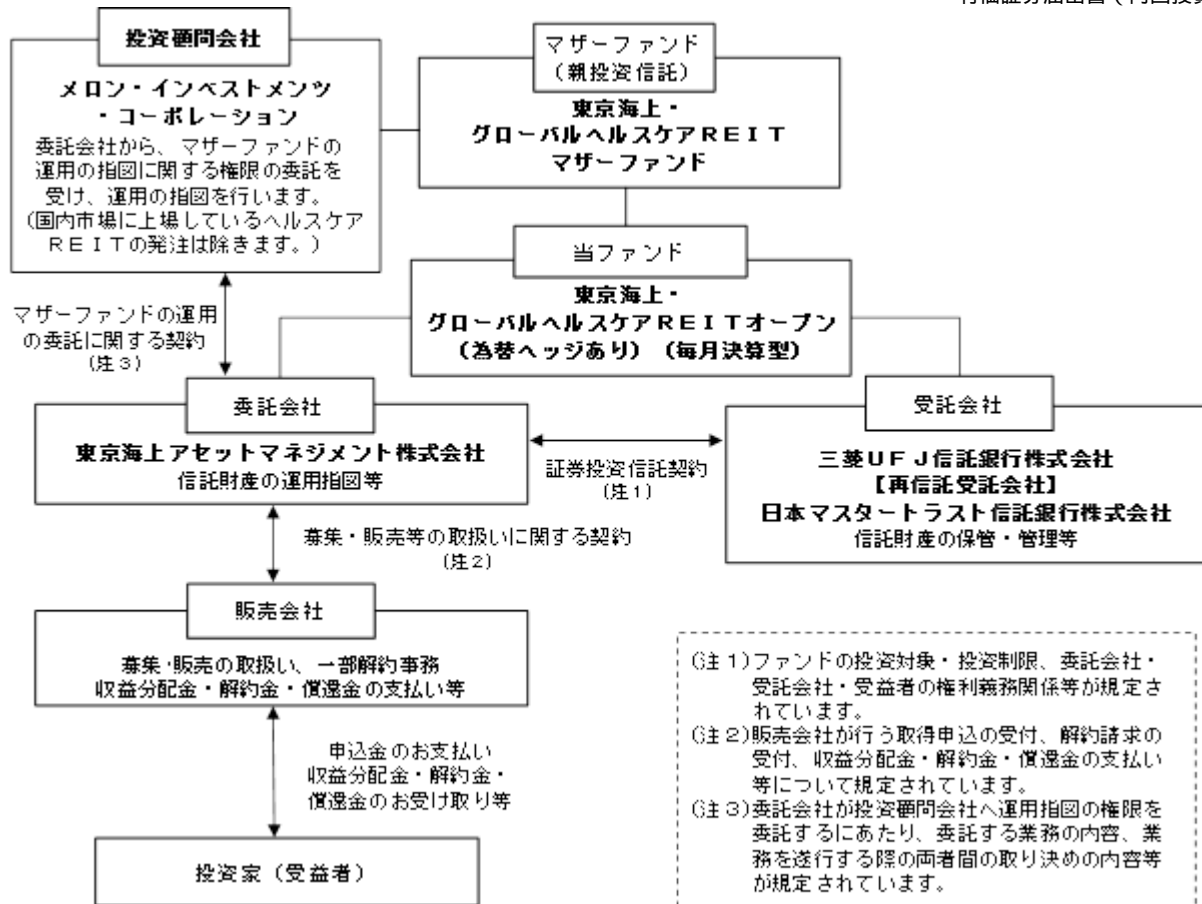 投資顧問会社
メロン・インベストメンツ
・コーポレーション
委託会社から、マザーファンドの
運用の指図に関する権限の委託を
受け、運用の指図を行います。
(国内市場に上場しているヘルスケア
ＲＥＩＴの発注は除きます。)
マザーファンド
(親投資信託)
東京海上・
グローバルヘルスケアＲＥＩＴ
マザーファンド
当ファンド
東京海上・
グローバルヘルスケアＲＥＩＴオープン
(為替ヘッジあり) (毎月決算型)
マザーファンドの運用
の委託に関する契約
(注３)
委託会社
東京海上アセットマネジメント株式会社
信託財産の運用指図等
証券投資信託契約
(注１)
受託会社
三菱ＵＦＪ信託銀行株式会社
【再信託受託会社】
日本マスタートラスト信託銀行株式会社
信託財産の保管・管理等
募集・販売等の取扱いに関する契約
(注２)
販売会社
募集・販売の取扱い、一部解約事務
収益分配金・解約金・償還金の支払い等
申込金のお支払い
収益分配金・解約金・
償還金のお受け取り等
投資家（受益者）
(注１)ファンドの投資対象・投資制限、委託会社・
受託会社・受益者の権利義務関係等が規定さ
れています。
(注２)販売会社が行う取得申込の受付、解約請求の
受付、収益分配金・解約金・償還金の支払い
等について規定されています。
(注３)委託会社が投資顧問会社へ運用指図の権限を
委託するにあたり、委託する業務の内容、業
務を遂行する際の両者間の取り決めの内容等
が規定されています。